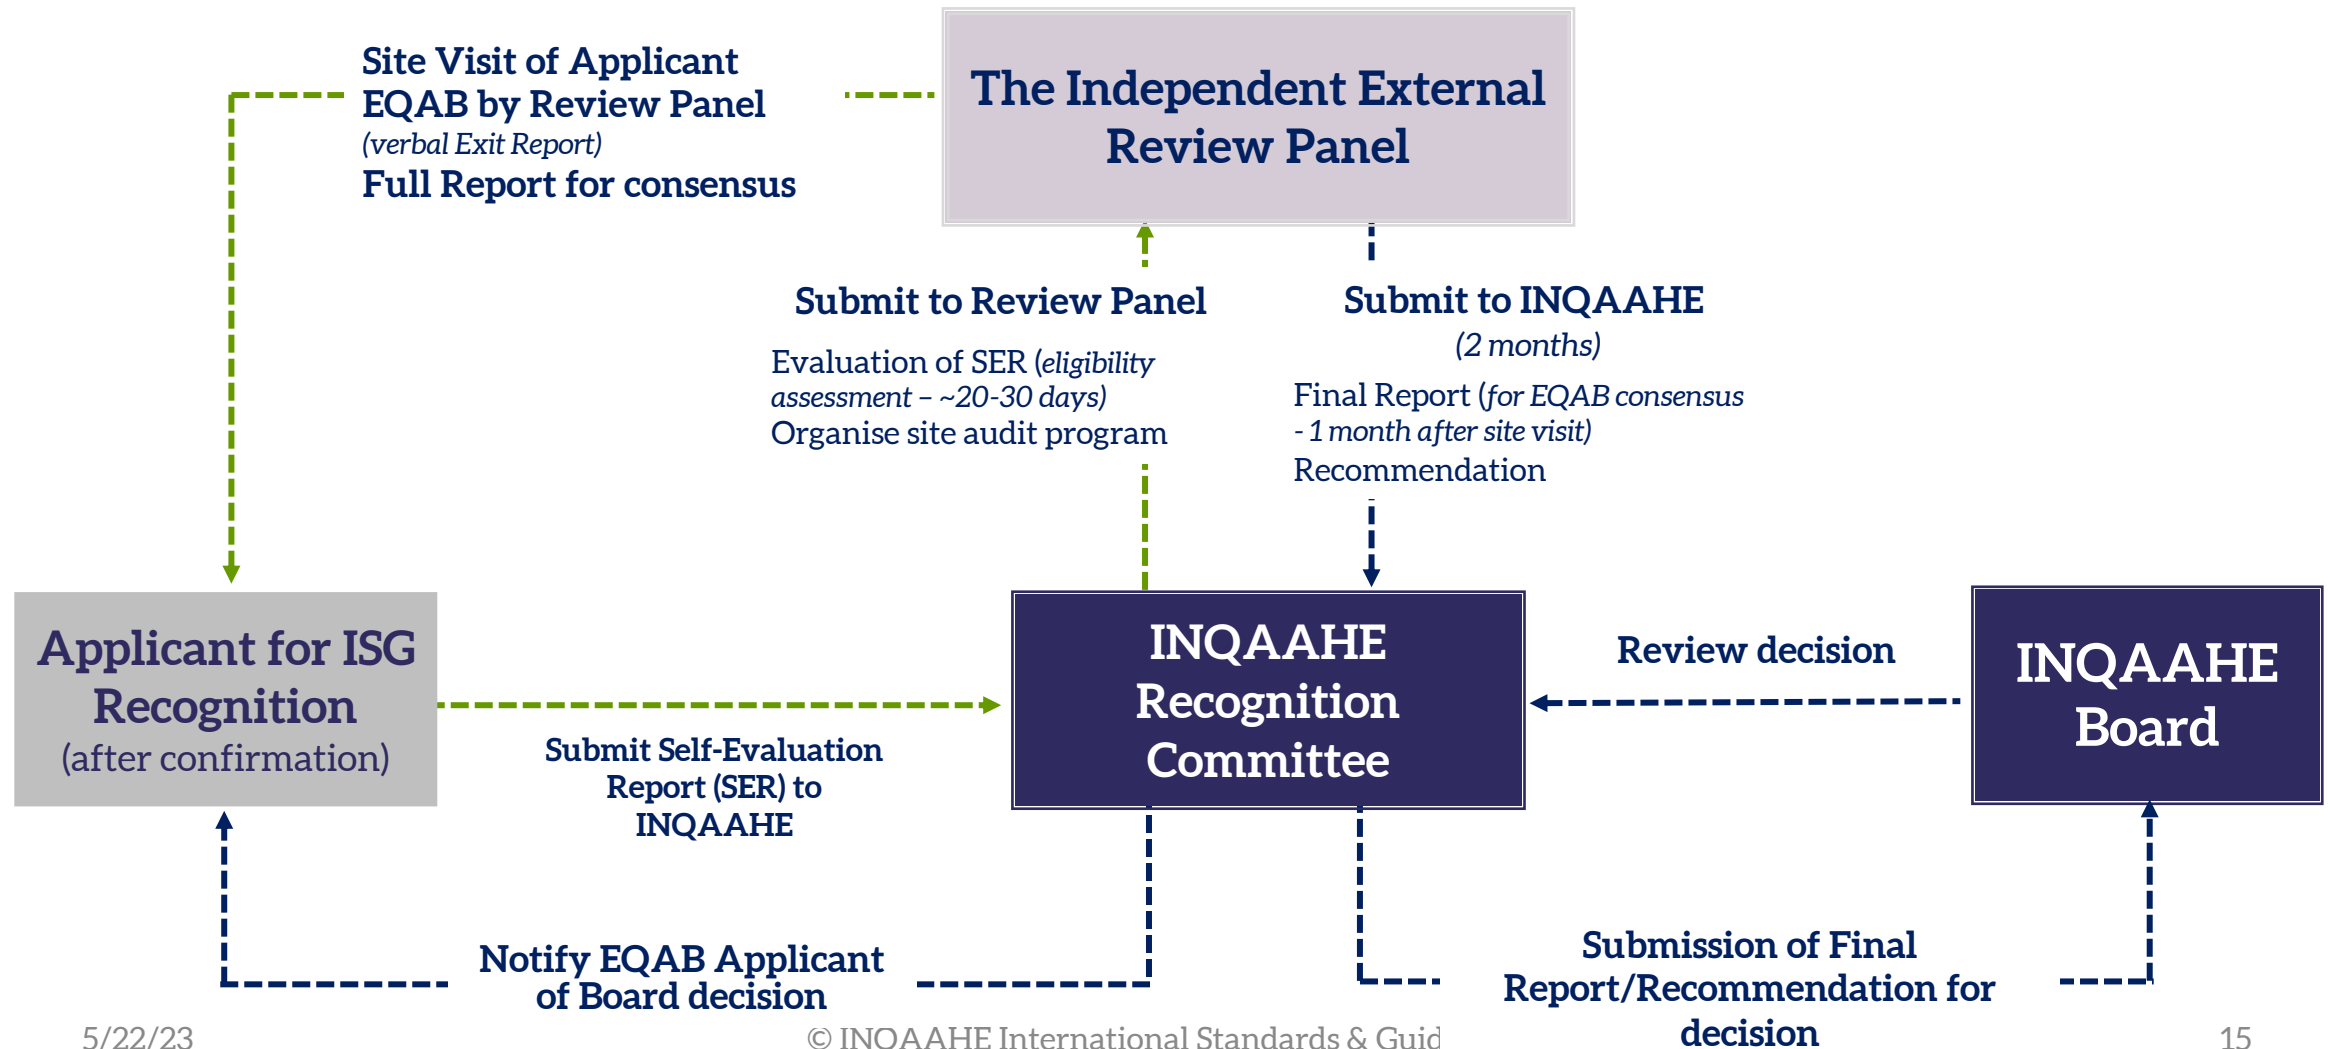 Site Visit of Applicant
EQAB by Review Panel
(verbal Exit Report)
Full Report for consensus
The Independent External
Review Panel
Submit to Review Panel
Evaluation of SER (eligibility
assessment – ~20-30 days)
Organise site audit program
Submit to INQAAHE
(2 months)
Final Report (for EQAB consensus
- 1 month after site visit)
Recommendation
Applicant for ISG
Recognition
(after confirmation)
Submit Self-Evaluation
Report (SER) to
INQAAHE
INQAAHE
Recognition
Committee
Review decision
INQAAHE
Board
Notify EQAB Applicant
of Board decision
Submission of Final
Report/Recommendation for
decision
5/22/23
© INQAAHE International Standards & Guid
15